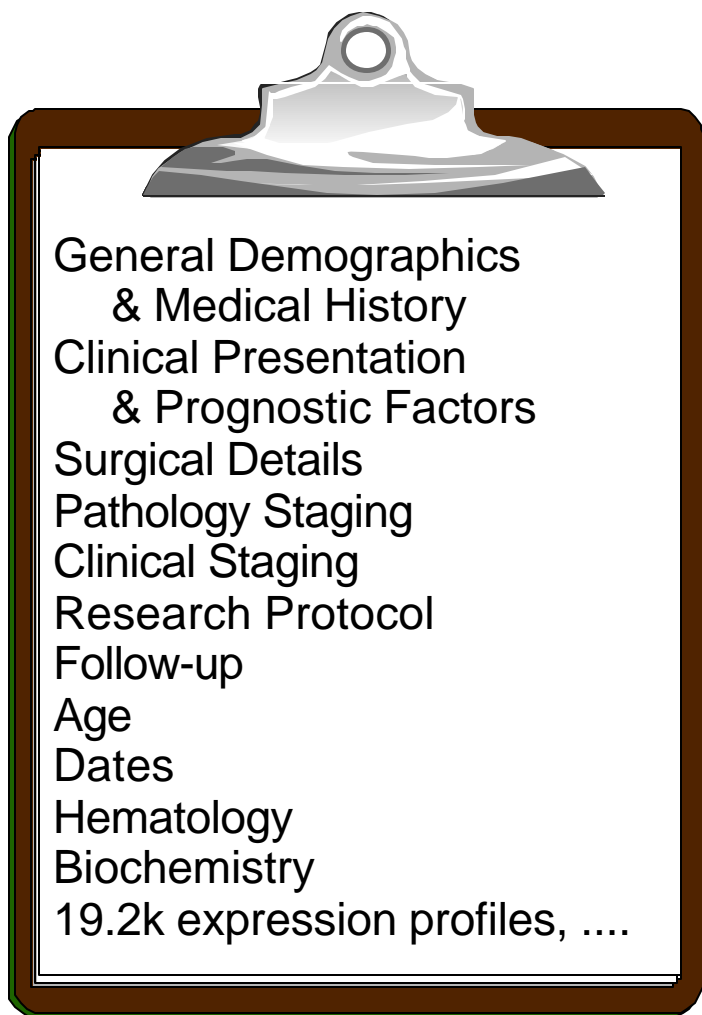 General Demographics
& Medical History
Clinical Presentation
& Prognostic Factors
Surgical Details
Pathology Staging
Clinical Staging
Research Protocol
Follow-up
Age
Dates
Hematology
Biochemistry
19.2k expression profiles, ....